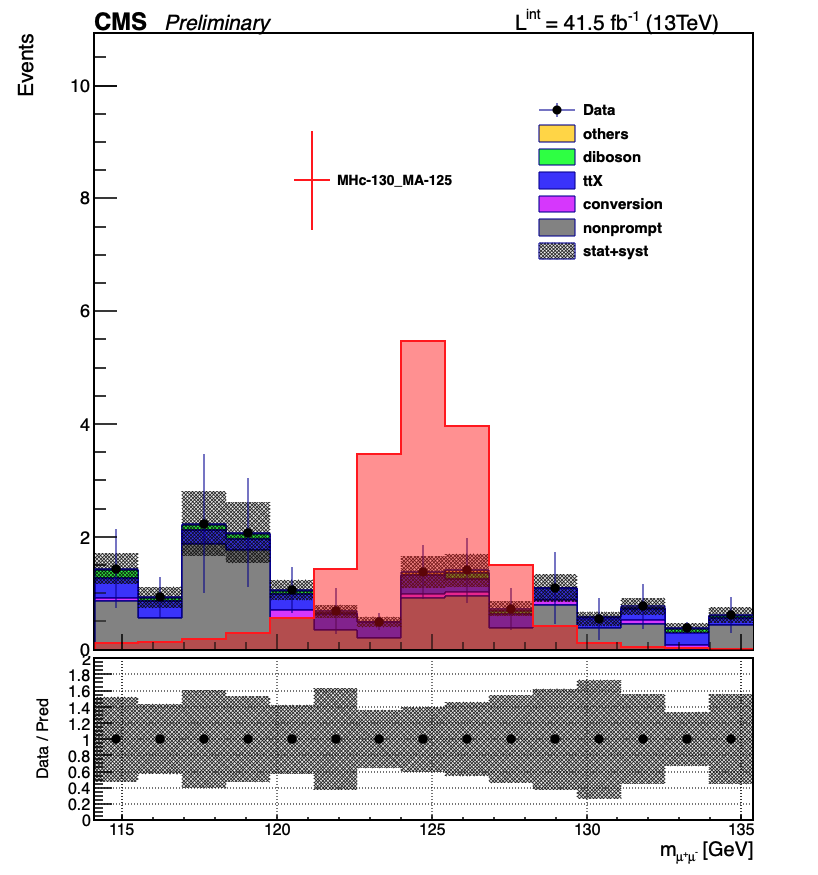 CMS Preliminary L^int = 41.5 fb^-1 (13TeV)
Events
10
8
6
4
2
0
MHc-130_MA-125
Data
others
diboson
ttX
conversion
nonprompt
stat+syst
Data / Pred
2
1.8
1.6
1.4
1.2
1
0.8
0.6
0.4
0.2
0
115 120 125 130 135
m_μ⁺μ⁻ [GeV]